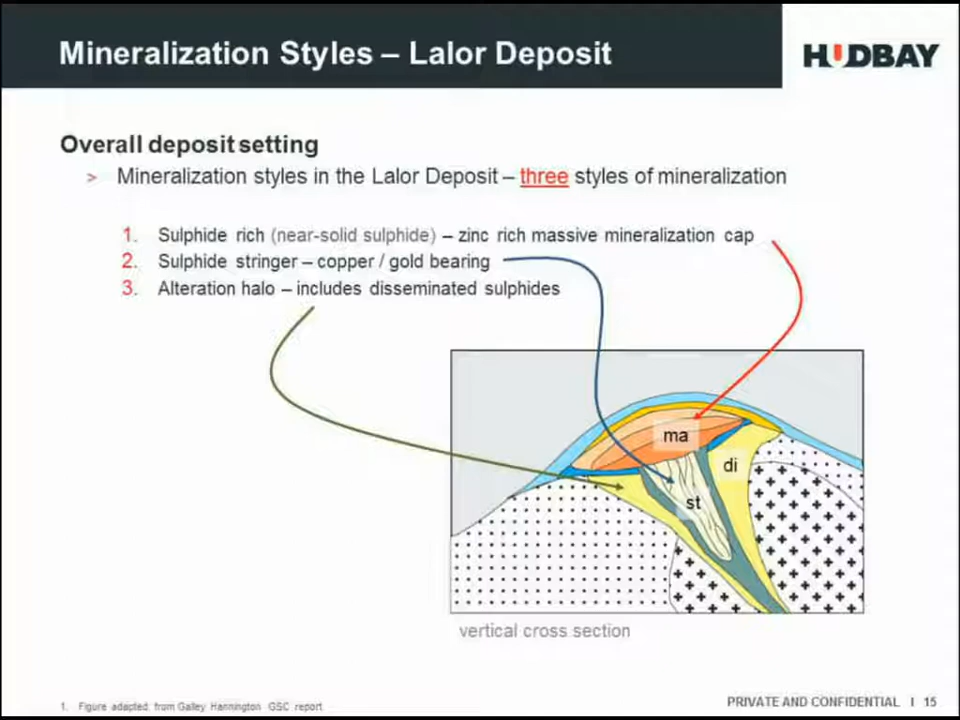 Mineralization Styles – Lalor Deposit
HUDBAY
Overall deposit setting
> Mineralization styles in the Lalor Deposit – three styles of mineralization
1. Sulphide rich (near-solid sulphide) – zinc rich massive mineralization cap
2. Sulphide stringer – copper / gold bearing
3. Alteration halo – includes disseminated sulphides
ma
di
st
vertical cross section
1. Figure adapted from Galley Hannington GSC report
PRIVATE AND CONFIDENTIAL I 15